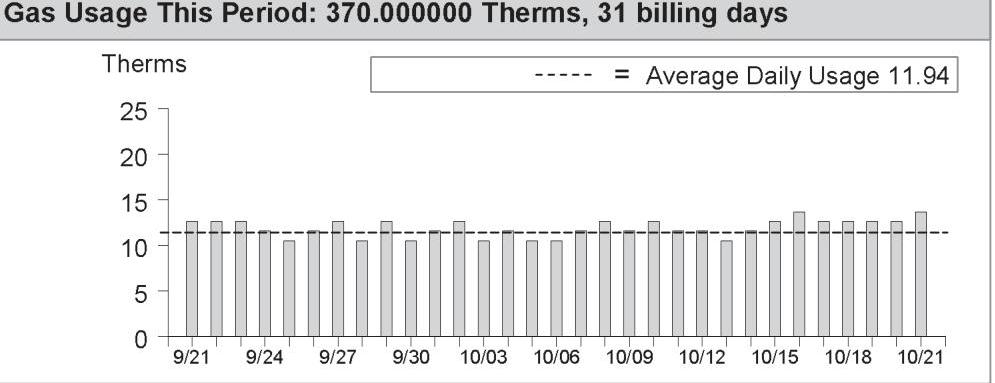 Gas Usage This Period: 370.000000 Therms, 31 billing days
Therms
----- = Average Daily Usage 11.94
25
20
15
10
5
0
9/21 9/24 9/27 9/30 10/03 10/06 10/09 10/12 10/15 10/18 10/21